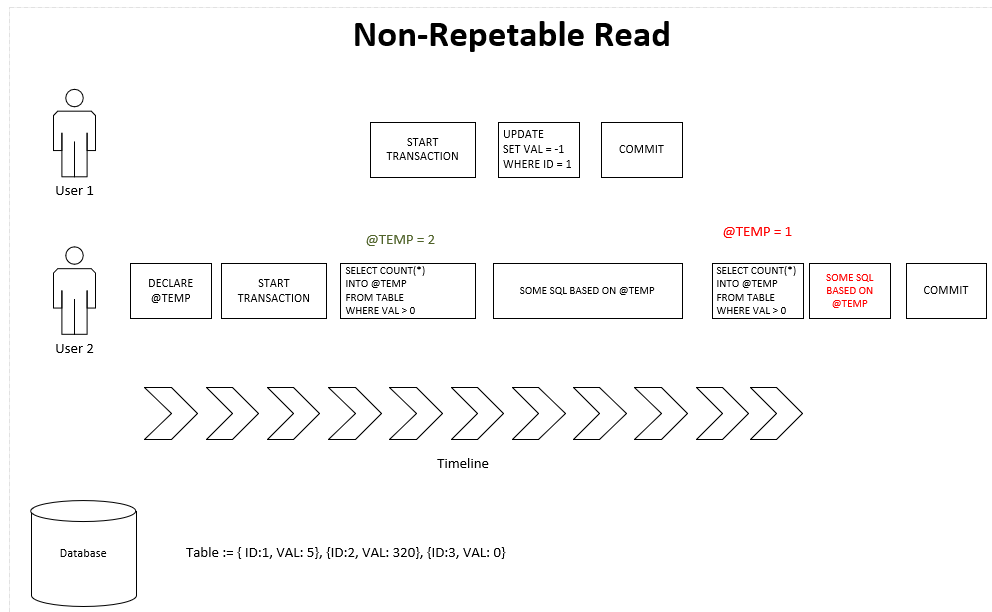 Non-Repetable Read
START
TRANSACTION
UPDATE
SET VAL = -1
WHERE ID = 1
COMMIT
User 1
@TEMP = 2
@TEMP = 1
DECLARE
@TEMP
START
TRANSACTION
SELECT COUNT(*)
INTO @TEMP
FROM TABLE
WHERE VAL > 0
SOME SQL BASED ON @TEMP
SELECT COUNT(*)
INTO @TEMP
FROM TABLE
WHERE VAL > 0
SOME SQL
BASED ON
@TEMP
COMMIT
User 2
Timeline
Database
Table := { ID:1, VAL: 5}, {ID:2, VAL: 320}, {ID:3, VAL: 0}